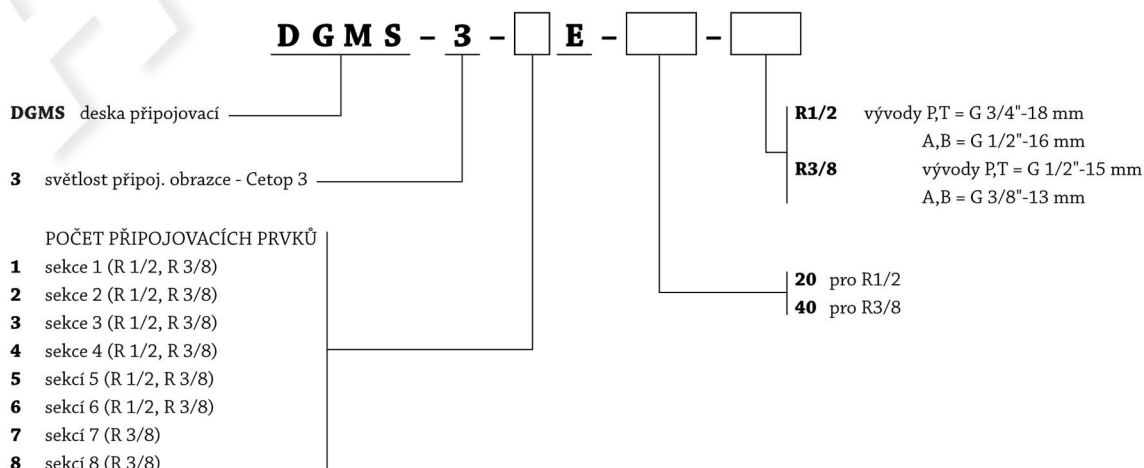 DGMS - 3 - E - -
DGMS deska připojovací
3 světlost připoj. obrazce - Cetop 3
POČET PŘIPOJOVACÍCH PRVKŮ
1 sekce 1 (R 1/2, R 3/8)
2 sekce 2 (R 1/2, R 3/8)
3 sekce 3 (R 1/2, R 3/8)
4 sekce 4 (R 1/2, R 3/8)
5 sekcí 5 (R 1/2, R 3/8)
6 sekcí 6 (R 1/2, R 3/8)
7 sekcí 7 (R 3/8)
8 sekcí 8 (R 3/8)
R1/2 vývody P,T = G 3/4"-18 mm
A,B = G 1/2"-16 mm
R3/8 vývody P,T = G 1/2"-15 mm
A,B = G 3/8"-13 mm
20 pro R1/2
40 pro R3/8